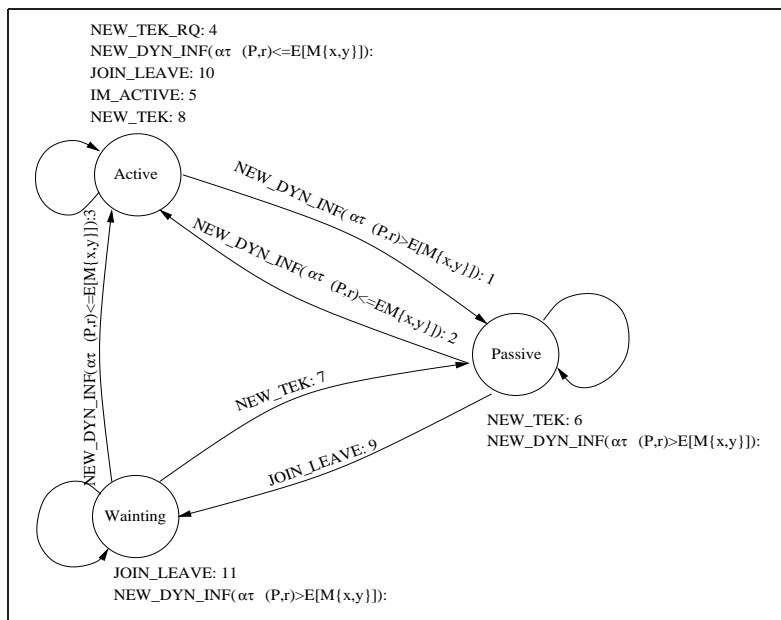 NEW_TEK_RQ: 4
NEW_DYN_INF(ατ (P,r)<=E[M{x,y}]):
JOIN_LEAVE: 10
IM_ACTIVE: 5
NEW_TEK: 8
Active
NEW_DYN_INF(ατ (P,r)>E[M{x,y}]): 1
NEW_DYN_INF(ατ (P,r)<=EM{x,y}]): 2
NEW_DYN_INF(ατ (P,r)<=E[M{x,y}]):3
Passive
NEW_TEK: 7
NEW_TEK: 6
NEW_DYN_INF(ατ (P,r)>E[M{x,y}]):
JOIN_LEAVE: 9
Wainting
JOIN_LEAVE: 11
NEW_DYN_INF(ατ (P,r)>E[M{x,y}]):